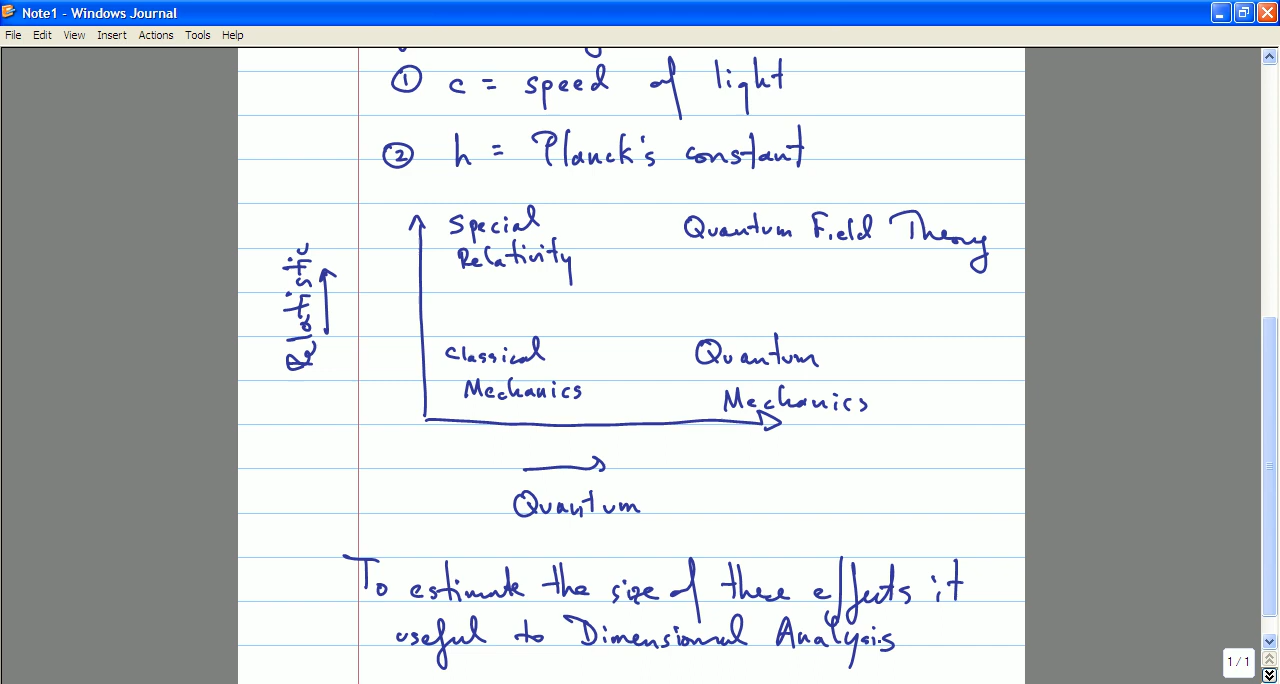 Note1 - Windows Journal
File Edit View Insert Actions Tools Help
① c = speed of light
② h = Planck's constant
Special
Relativity
Quantum Field Theory
Relativistic
Classical
Mechanics
Quantum
Mechanics
Quantum
To estimate the size of these effects it
useful to Dimensional Analysis
1 / 1